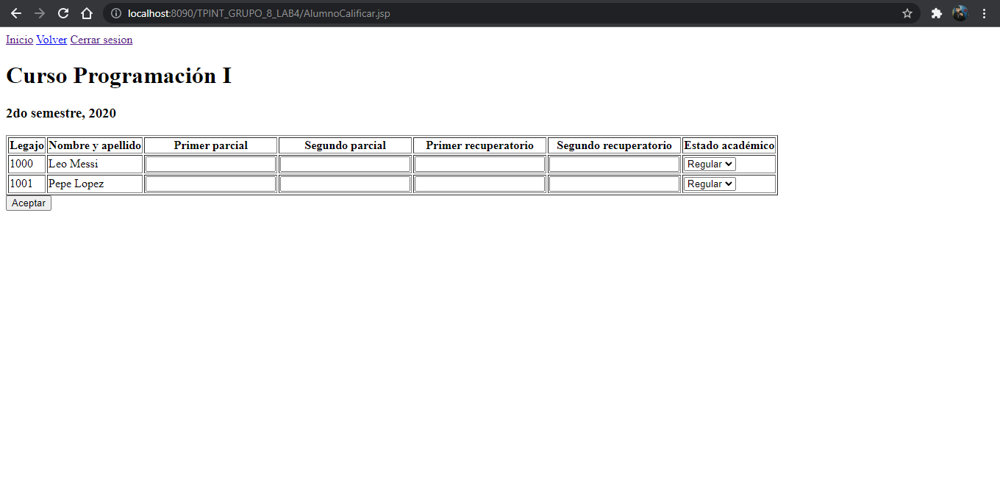 localhost:8090/TPINT_GRUPO_8_LAB4/AlumnoCalificar.jsp
Inicio Volver Cerrar sesion
Curso Programación I
2do semestre, 2020
Legajo Nombre y apellido Primer parcial Segundo parcial Primer recuperatorio Segundo recuperatorio Estado académico
1000 Leo Messi Regular
1001 Pepe Lopez Regular
Aceptar